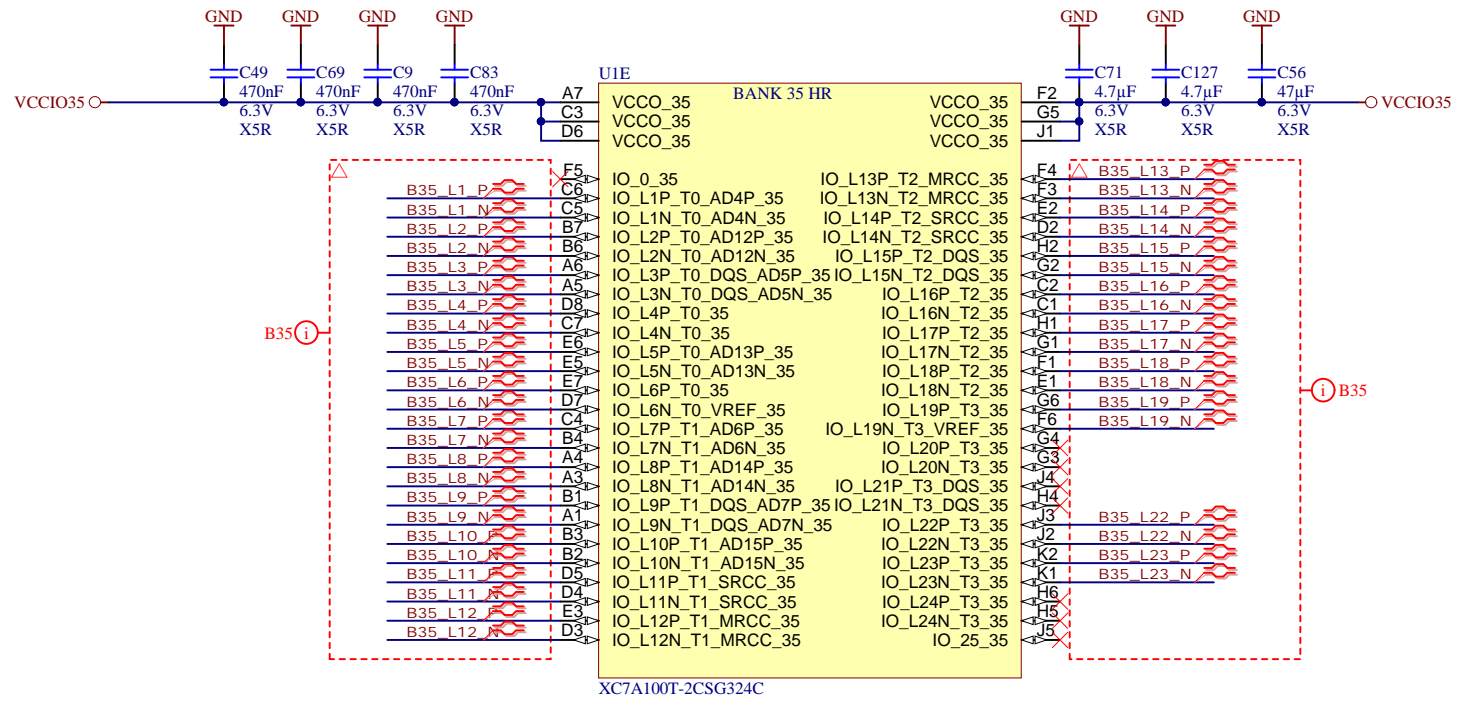 GND GND GND GND GND GND GND
C49 C69 C9 C83 U1E C71 C127 C56
470nF 470nF 470nF 470nF A7 BANK 35 HR F2 4.7µF 4.7µF 47µF
VCCIO35 VCCO_35 VCCO_35 VCCIO35
6.3V 6.3V 6.3V 6.3V C3 VCCO_35 VCCO_35 G5 6.3V 6.3V 6.3V
X5R X5R X5R X5R D6 VCCO_35 VCCO_35 J1 X5R X5R X5R
F5 IO_0_35 IO_L13P_T2_MRCC_35 F4 B35_L13_P
B35_L1_P C6 IO_L1P_T0_AD4P_35 IO_L13N_T2_MRCC_35 F3 B35_L13_N
B35_L1_N C5 IO_L1N_T0_AD4N_35 IO_L14P_T2_SRCC_35 E2 B35_L14_P
B35_L2_P B7 IO_L2P_T0_AD12P_35 IO_L14N_T2_SRCC_35 D2 B35_L14_N
B35_L2_N B6 IO_L2N_T0_AD12N_35 IO_L15P_T2_DQS_35 H2 B35_L15_P
B35_L3_P A6 IO_L3P_T0_DQS_AD5P_35 IO_L15N_T2_DQS_35 G2 B35_L15_N
B35_L3_N A5 IO_L3N_T0_DQS_AD5N_35 IO_L16P_T2_35 C2 B35_L16_P
B35_L4_P D8 IO_L4P_T0_35 IO_L16N_T2_35 C1 B35_L16_N
B35 i B35_L4_N C7 IO_L4N_T0_35 IO_L17P_T2_35 H1 B35_L17_P
B35_L5_P E6 IO_L5P_T0_AD13P_35 IO_L17N_T2_35 G1 B35_L17_N
B35_L5_N E5 IO_L5N_T0_AD13N_35 IO_L18P_T2_35 F1 B35_L18_P
B35_L6_P E7 IO_L6P_T0_35 IO_L18N_T2_35 E1 B35_L18_N i B35
B35_L6_N D7 IO_L6N_T0_VREF_35 IO_L19P_T3_35 G6 B35_L19_P
B35_L7_P C4 IO_L7P_T1_AD6P_35 IO_L19N_T3_VREF_35 F6 B35_L19_N
B35_L7_N B4 IO_L7N_T1_AD6N_35 IO_L20P_T3_35 G4
B35_L8_P A4 IO_L8P_T1_AD14P_35 IO_L20N_T3_35 G3
B35_L8_N A3 IO_L8N_T1_AD14N_35 IO_L21P_T3_DQS_35 J4
B35_L9_P B1 IO_L9P_T1_DQS_AD7P_35 IO_L21N_T3_DQS_35 H4
B35_L9_N A1 IO_L9N_T1_DQS_AD7N_35 IO_L22P_T3_35 J3 B35_L22_P
B35_L10_P B3 IO_L10P_T1_AD15P_35 IO_L22N_T3_35 J2 B35_L22_N
B35_L10_N B2 IO_L10N_T1_AD15N_35 IO_L23P_T3_35 K2 B35_L23_P
B35_L11_P D5 IO_L11P_T1_SRCC_35 IO_L23N_T3_35 K1 B35_L23_N
B35_L11_N D4 IO_L11N_T1_SRCC_35 IO_L24P_T3_35 H6
B35_L12_P E3 IO_L12P_T1_MRCC_35 IO_L24N_T3_35 H5
B35_L12_N D3 IO_L12N_T1_MRCC_35 IO_25_35 J5
XC7A100T-2CSG324C